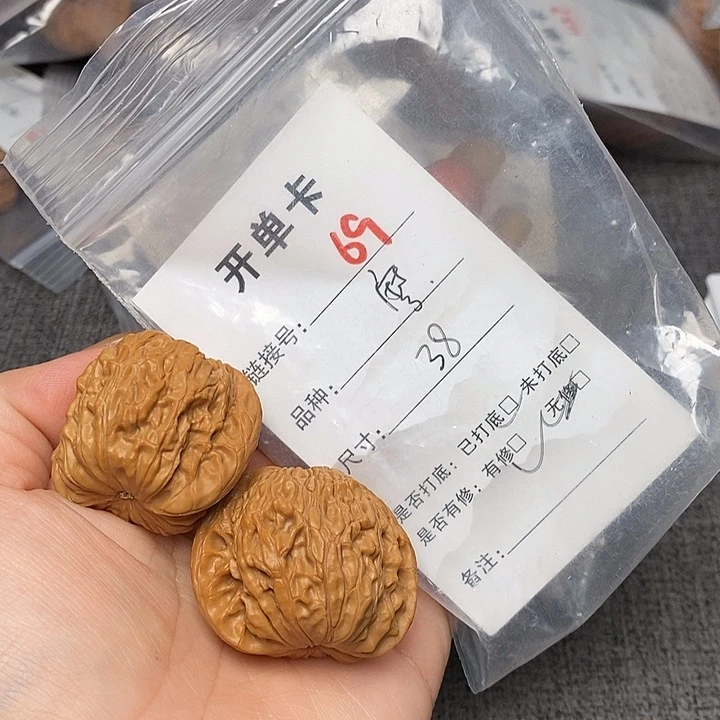 开单卡
链接号: 69
品种:
尺寸: 38
是否打底: 已打底□ 未打底□
是否有修: 有修□ 无修□
备注: